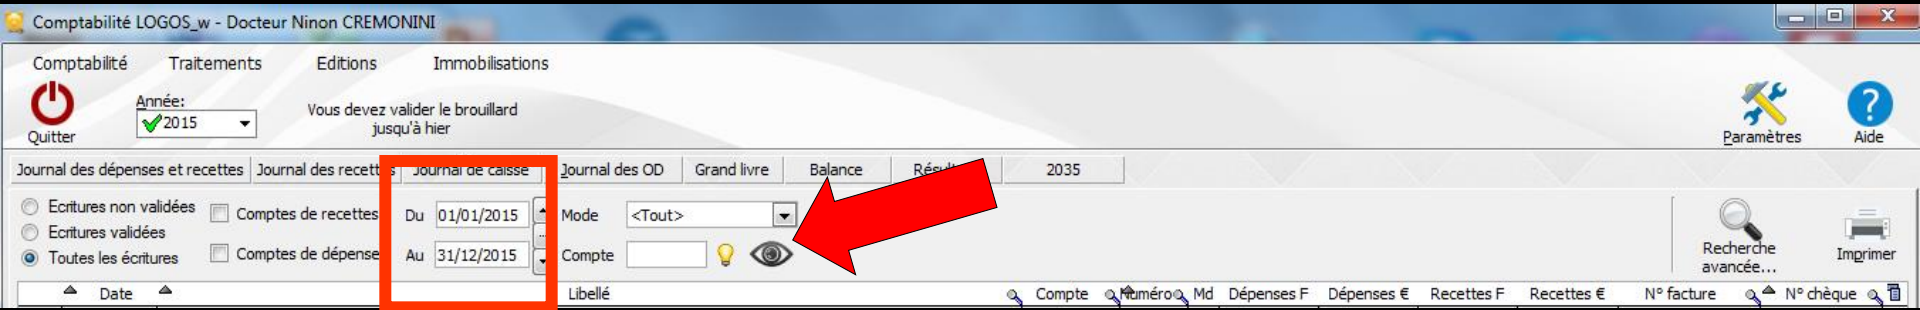 Comptabilité LOGOS_w - Docteur Ninon CREMONINI
Comptabilité Traitements Editions Immobilisations
Quitter
Année:
2015
Vous devez valider le brouillard
jusqu'à hier
Paramètres
Aide
Journal des dépenses et recettes Journal des recettes Journal de caisse Journal des OD Grand livre Balance 2035
Ecritures non validées
Ecritures validées
Toutes les écritures
Comptes de recettes
Comptes de dépense
Du 01/01/2015
Au 31/12/2015
Mode <Tout>
Compte
Recherche
avancée...
Imprimer
Date Libellé Compte Numéro Md Dépenses F Dépenses € Recettes F Recettes € N° facture N° chèque